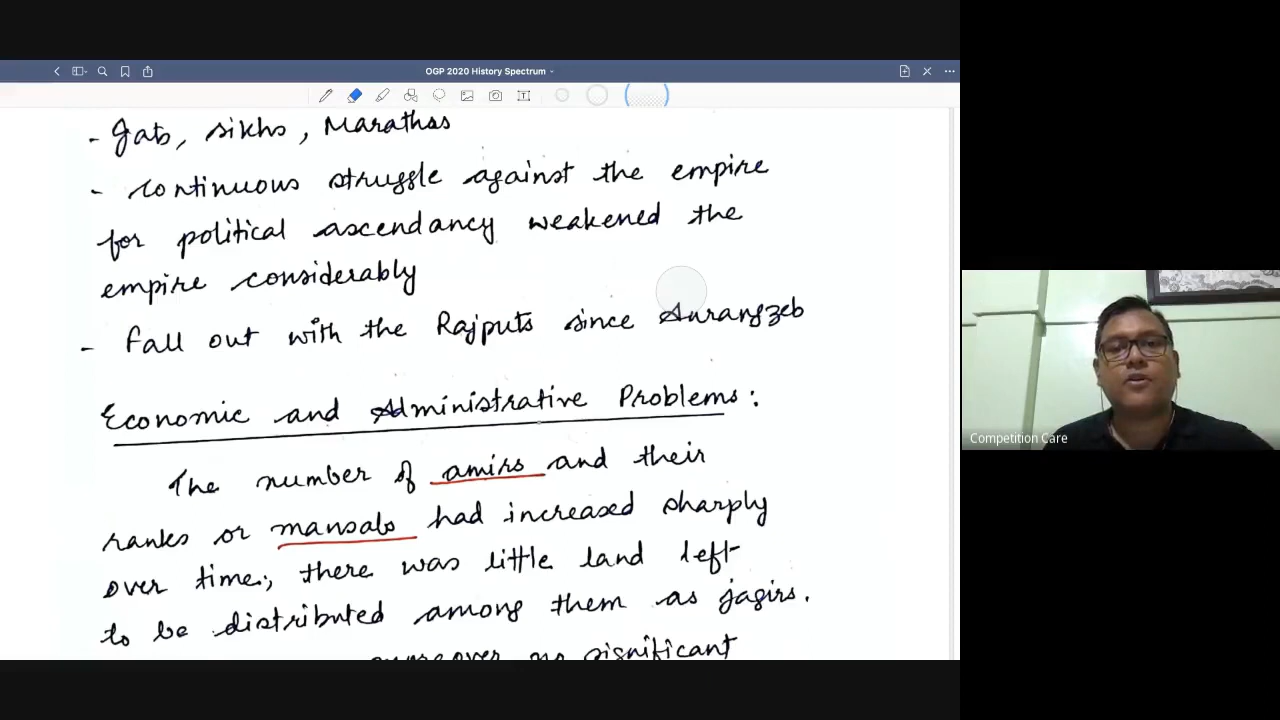 OGP 2020 History Spectrum
- Jats, Sikhs, Marathas
- Continuous struggle against the empire
for political ascendancy weakened the
empire considerably
- Fall out with the Rajputs since Aurangzeb
Economic and Administrative Problems:
The number of amirs and their
ranks or mansabs had increased sharply
over time; there was little land left
to be distributed among them as jagirs.
moreover no significant
Competition Care